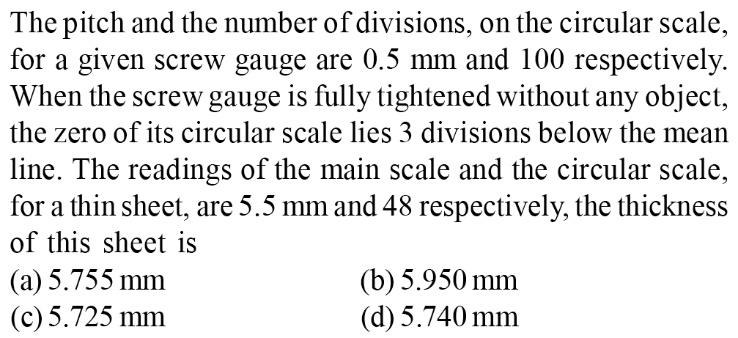 The pitch and the number of divisions, on the circular scale,
for a given screw gauge are 0.5 mm and 100 respectively.
When the screw gauge is fully tightened without any object,
the zero of its circular scale lies 3 divisions below the mean
line. The readings of the main scale and the circular scale,
for a thin sheet, are 5.5 mm and 48 respectively, the thickness
of this sheet is
(a) 5.755 mm (b) 5.950 mm
(c) 5.725 mm (d) 5.740 mm